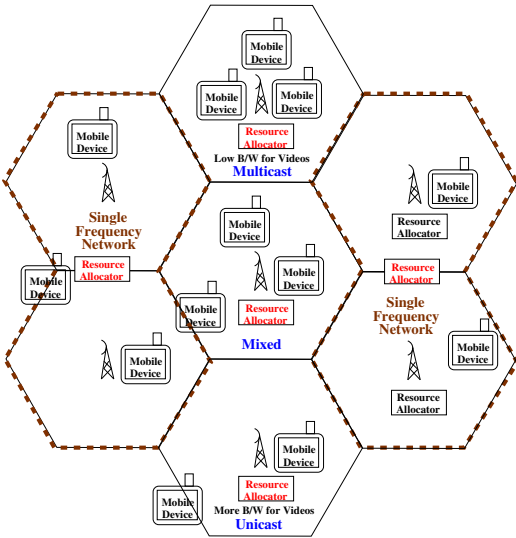 Mobile
Device
Mobile
Device
Mobile
Device
Resource
Allocator
Low B/W for Videos
Multicast
Mobile
Device
Single
Frequency
Network
Resource
Allocator
Mobile
Device
Mobile
Device
Mobile
Device
Resource
Allocator
Mobile
Device
Mobile
Device
Mobile
Device
Resource
Allocator
Mixed
Resource
Allocator
Single
Frequency
Network
Mobile
Device
Resource
Allocator
Mobile
Device
Mobile
Device
Resource
Allocator
More B/W for Videos
Unicast
Mobile
Device